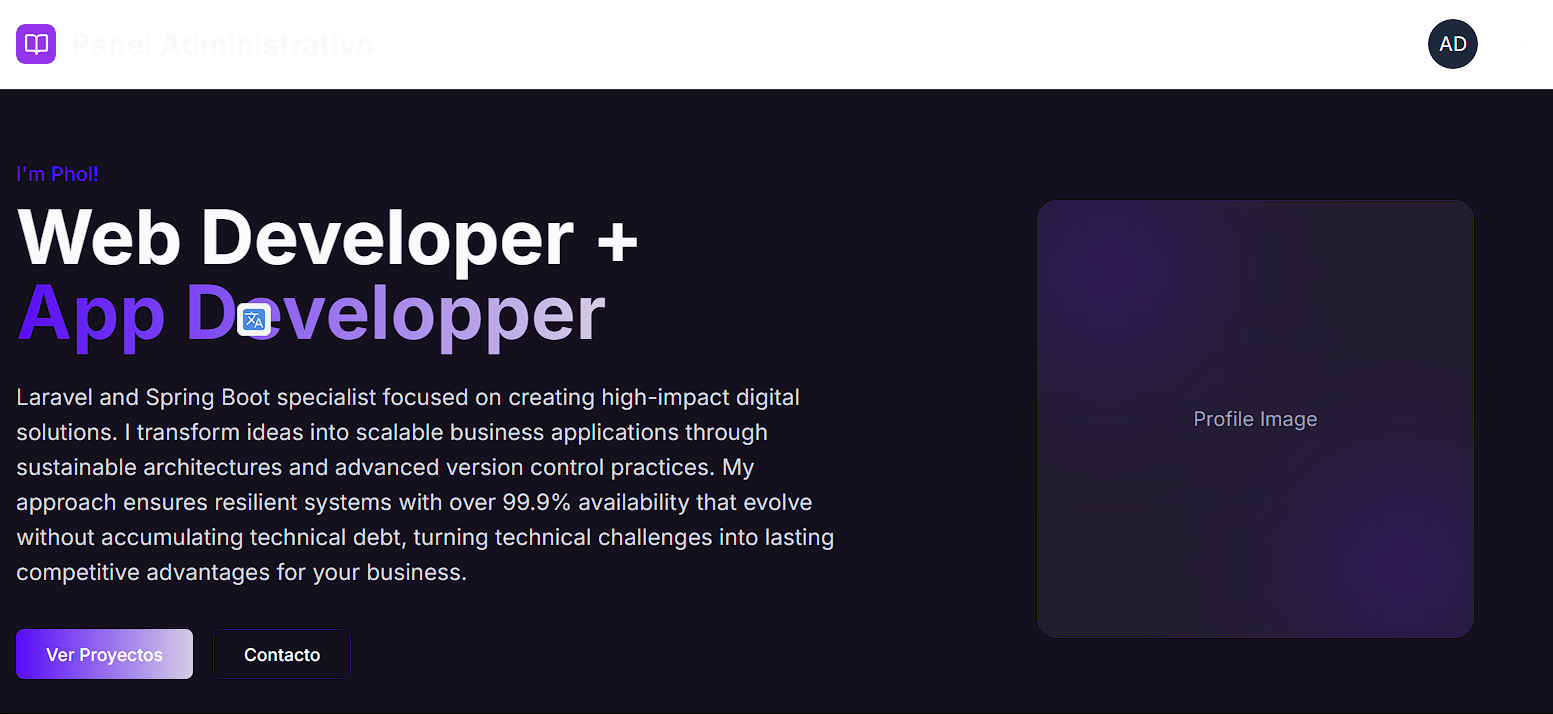 Panel Administrativo
AD
I'm Phol!
Web Developer +
App Developper
Laravel and Spring Boot specialist focused on creating high-impact digital
solutions. I transform ideas into scalable business applications through
sustainable architectures and advanced version control practices. My
approach ensures resilient systems with over 99.9% availability that evolve
without accumulating technical debt, turning technical challenges into lasting
competitive advantages for your business.
Profile Image
Ver Proyectos
Contacto